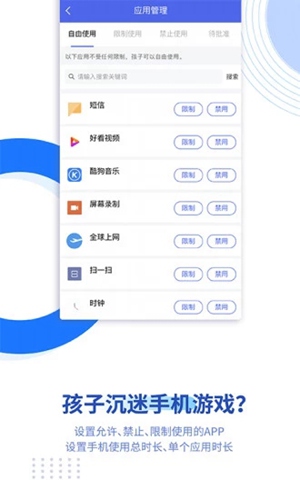 应用管理
自由使用 限制使用 禁止使用 待批准
以下应用不受任何限制，孩子可以自由使用。
请输入搜索关键词 搜索
短信 限制 禁用
好看视频 限制 禁用
酷狗音乐 限制 禁用
屏幕录制 限制 禁用
全球上网 限制 禁用
扫一扫 限制 禁用
时钟 限制 禁用
孩子沉迷手机游戏？
设置允许、禁止、限制使用的APP
设置手机使用总时长、单个应用时长